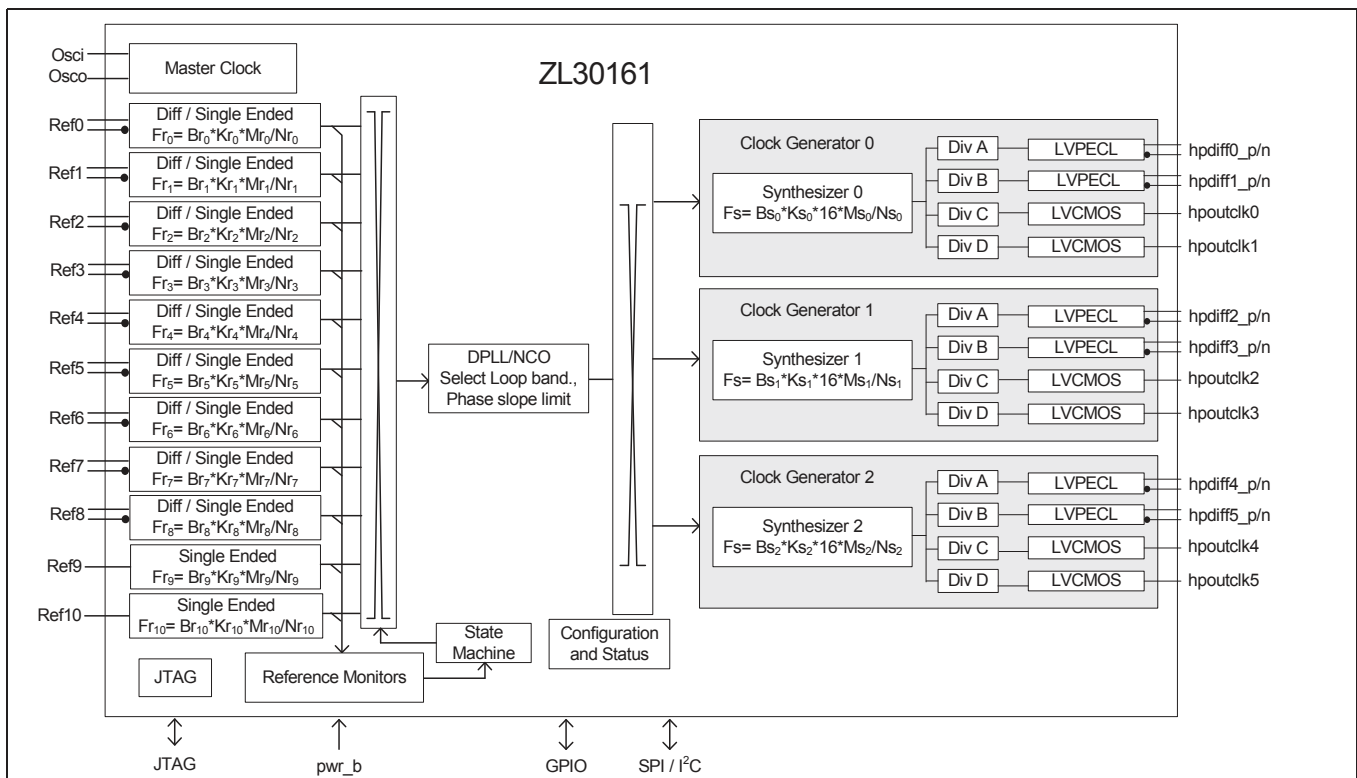 ZL30161
Osci
Osco
Master Clock
Ref0
Diff / Single Ended
Fr₀= Br₀*Kr₀*Mr₀/Nr₀
Ref1
Diff / Single Ended
Fr₁= Br₁*Kr₁*Mr₁/Nr₁
Ref2
Diff / Single Ended
Fr₂= Br₂*Kr₂*Mr₂/Nr₂
Ref3
Diff / Single Ended
Fr₃= Br₃*Kr₃*Mr₃/Nr₃
Ref4
Diff / Single Ended
Fr₄= Br₄*Kr₄*Mr₄/Nr₄
Ref5
Diff / Single Ended
Fr₅= Br₅*Kr₅*Mr₅/Nr₅
Ref6
Diff / Single Ended
Fr₆= Br₆*Kr₆*Mr₆/Nr₆
Ref7
Diff / Single Ended
Fr₇= Br₇*Kr₇*Mr₇/Nr₇
Ref8
Diff / Single Ended
Fr₈= Br₈*Kr₈*Mr₈/Nr₈
Ref9
Single Ended
Fr₉= Br₉*Kr₉*Mr₉/Nr₉
Ref10
Single Ended
Fr₁₀= Br₁₀*Kr₁₀*Mr₁₀/Nr₁₀
JTAG
Reference Monitors
State
Machine
DPLL/NCO
Select Loop band.,
Phase slope limit
Configuration
and Status
Clock Generator 0
Synthesizer 0
Fs= Bs₀*Ks₀*16*Ms₀/Ns₀
Div A
LVPECL
hpdiff0_p/n
Div B
LVPECL
hpdiff1_p/n
Div C
LVCMOS
hpoutclk0
Div D
LVCMOS
hpoutclk1
Clock Generator 1
Synthesizer 1
Fs= Bs₁*Ks₁*16*Ms₁/Ns₁
Div A
LVPECL
hpdiff2_p/n
Div B
LVPECL
hpdiff3_p/n
Div C
LVCMOS
hpoutclk2
Div D
LVCMOS
hpoutclk3
Clock Generator 2
Synthesizer 2
Fs= Bs₂*Ks₂*16*Ms₂/Ns₂
Div A
LVPECL
hpdiff4_p/n
Div B
LVPECL
hpdiff5_p/n
Div C
LVCMOS
hpoutclk4
Div D
LVCMOS
hpoutclk5
JTAG
pwr_b
GPIO
SPI / I²C